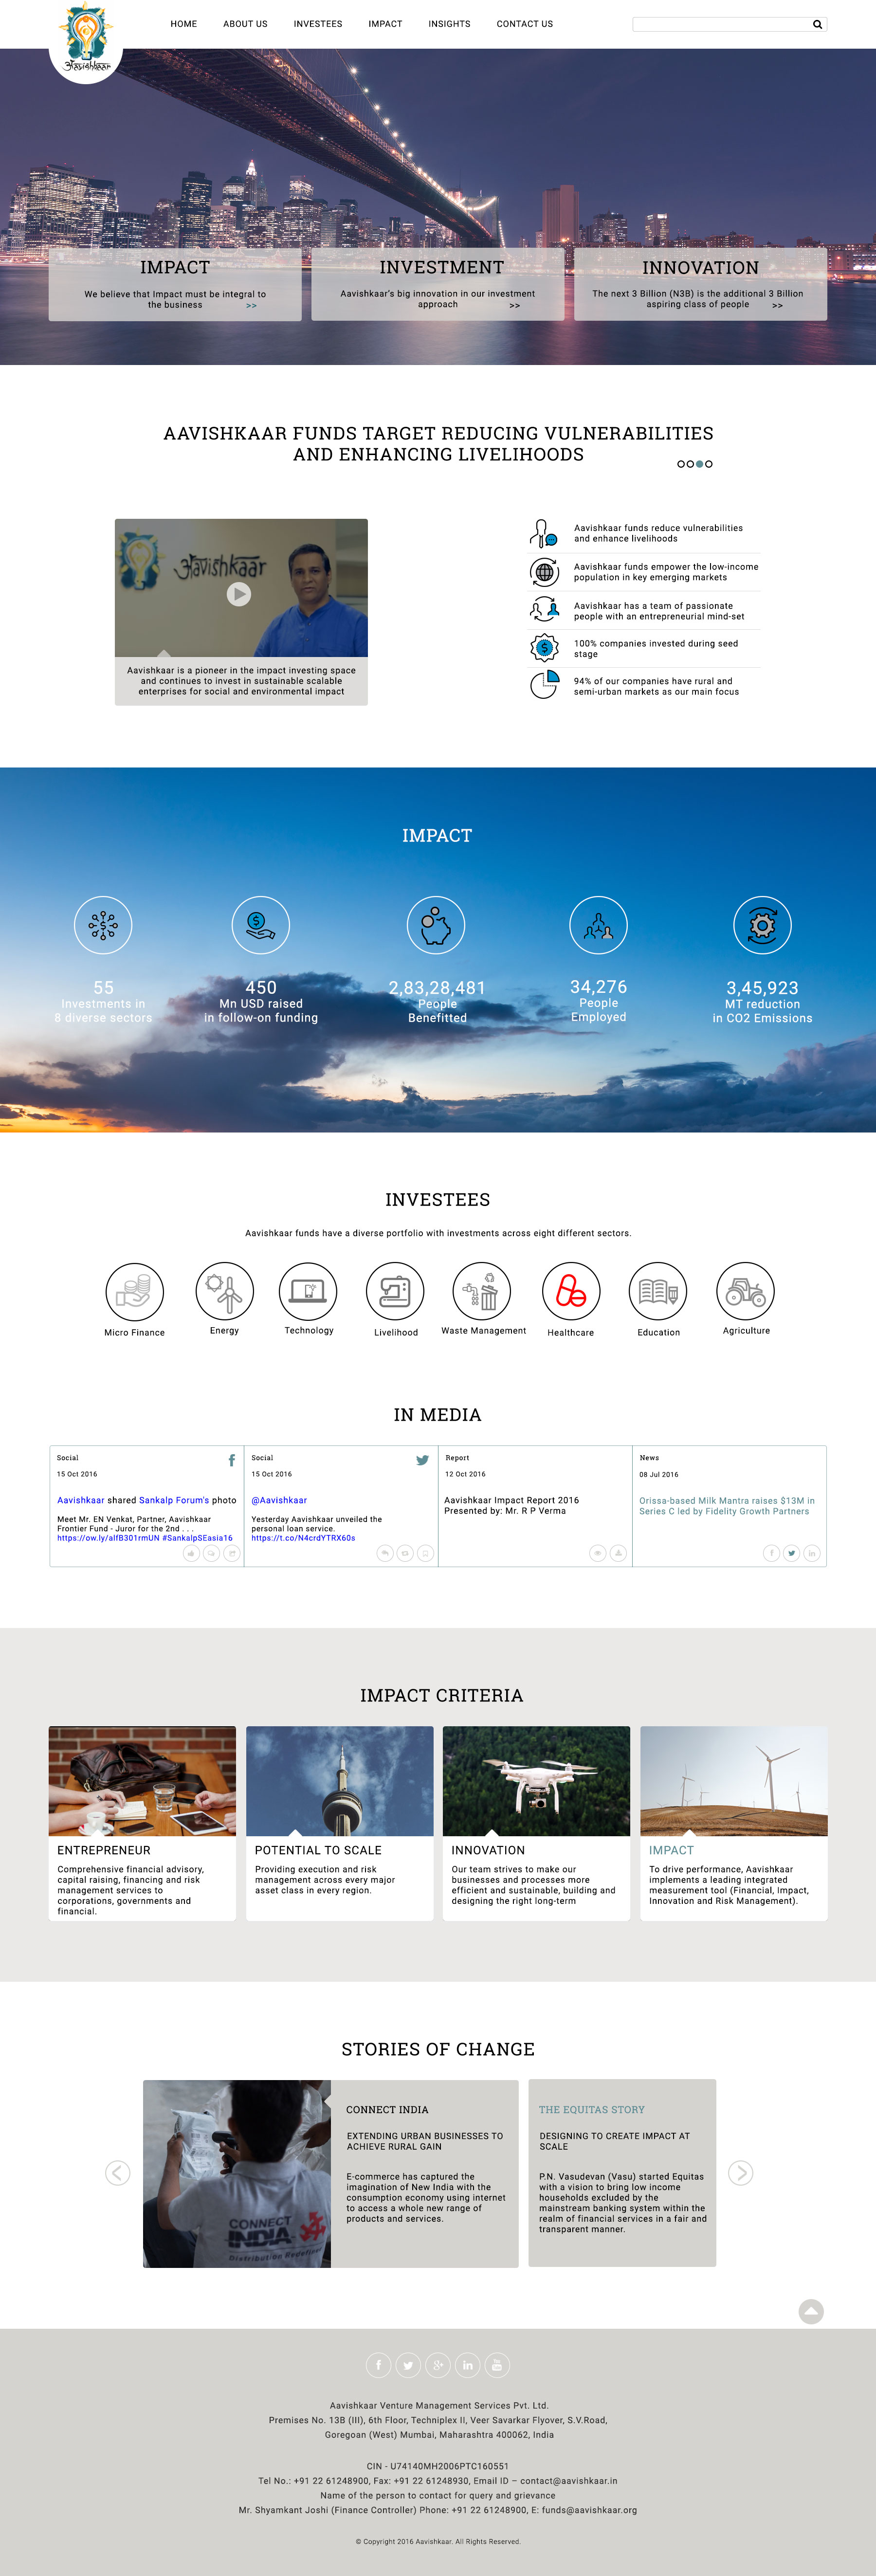 आavishkaar
HOME ABOUT US INVESTEES IMPACT INSIGHTS CONTACT US
IMPACT
We believe that Impact must be integral to
the business >>
INVESTMENT
Aavishkaar's big innovation in our investment
approach >>
INNOVATION
The next 3 Billion (N3B) is the additional 3 Billion
aspiring class of people >>
AAVISHKAAR FUNDS TARGET REDUCING VULNERABILITIES
AND ENHANCING LIVELIHOODS
आavishkaar
Aavishkaar is a pioneer in the impact investing space
and continues to invest in sustainable scalable
enterprises for social and environmental impact
Aavishkaar funds reduce vulnerabilities
and enhance livelihoods
Aavishkaar funds empower the low-income
population in key emerging markets
Aavishkaar has a team of passionate
people with an entrepreneurial mind-set
100% companies invested during seed
stage
94% of our companies have rural and
semi-urban markets as our main focus
IMPACT
55
Investments in
8 diverse sectors
450
Mn USD raised
in follow-on funding
2,83,28,481
People
Benefitted
34,276
People
Employed
3,45,923
MT reduction
in CO2 Emissions
INVESTEES
Aavishkaar funds have a diverse portfolio with investments across eight different sectors.
Micro Finance
Energy
Technology
Livelihood
Waste Management
Healthcare
Education
Agriculture
IN MEDIA
Social
15 Oct 2016
Aavishkaar shared Sankalp Forum's photo
Meet Mr. EN Venkat, Partner, Aavishkaar
Frontier Fund - Juror for the 2nd . . .
https://ow.ly/alfB301rmUN #SankalpSEasia16
Social
15 Oct 2016
@Aavishkaar
Yesterday Aavishkaar unveiled the
personal loan service.
https://t.co/N4crdYTRX60s
Report
12 Oct 2016
Aavishkaar Impact Report 2016
Presented by: Mr. R P Verma
News
08 Jul 2016
Orissa-based Milk Mantra raises $13M in
Series C led by Fidelity Growth Partners
IMPACT CRITERIA
ENTREPRENEUR
Comprehensive financial advisory,
capital raising, financing and risk
management services to
corporations, governments and
financial.
POTENTIAL TO SCALE
Providing execution and risk
management across every major
asset class in every region.
INNOVATION
Our team strives to make our
businesses and processes more
efficient and sustainable, building and
designing the right long-term
IMPACT
To drive performance, Aavishkaar
implements a leading integrated
measurement tool (Financial, Impact,
Innovation and Risk Management).
STORIES OF CHANGE
CONNECT
INDIA
Distribution Redefined
CONNECT INDIA
EXTENDING URBAN BUSINESSES TO
ACHIEVE RURAL GAIN
E-commerce has captured the
imagination of New India with the
consumption economy using internet
to access a whole new range of
products and services.
THE EQUITAS STORY
DESIGNING TO CREATE IMPACT AT
SCALE
P.N. Vasudevan (Vasu) started Equitas
with a vision to bring low income
households excluded by the
mainstream banking system within the
realm of financial services in a fair and
transparent manner.
Aavishkaar Venture Management Services Pvt. Ltd.
Premises No. 13B (III), 6th Floor, Techniplex II, Veer Savarkar Flyover, S.V.Road,
Goregoan (West) Mumbai, Maharashtra 400062, India
CIN - U74140MH2006PTC160551
Tel No.: +91 22 61248900, Fax: +91 22 61248930, Email ID – contact@aavishkaar.in
Name of the person to contact for query and grievance
Mr. Shyamkant Joshi (Finance Controller) Phone: +91 22 61248900, E: funds@aavishkaar.org
© Copyright 2016 Aavishkaar. All Rights Reserved.